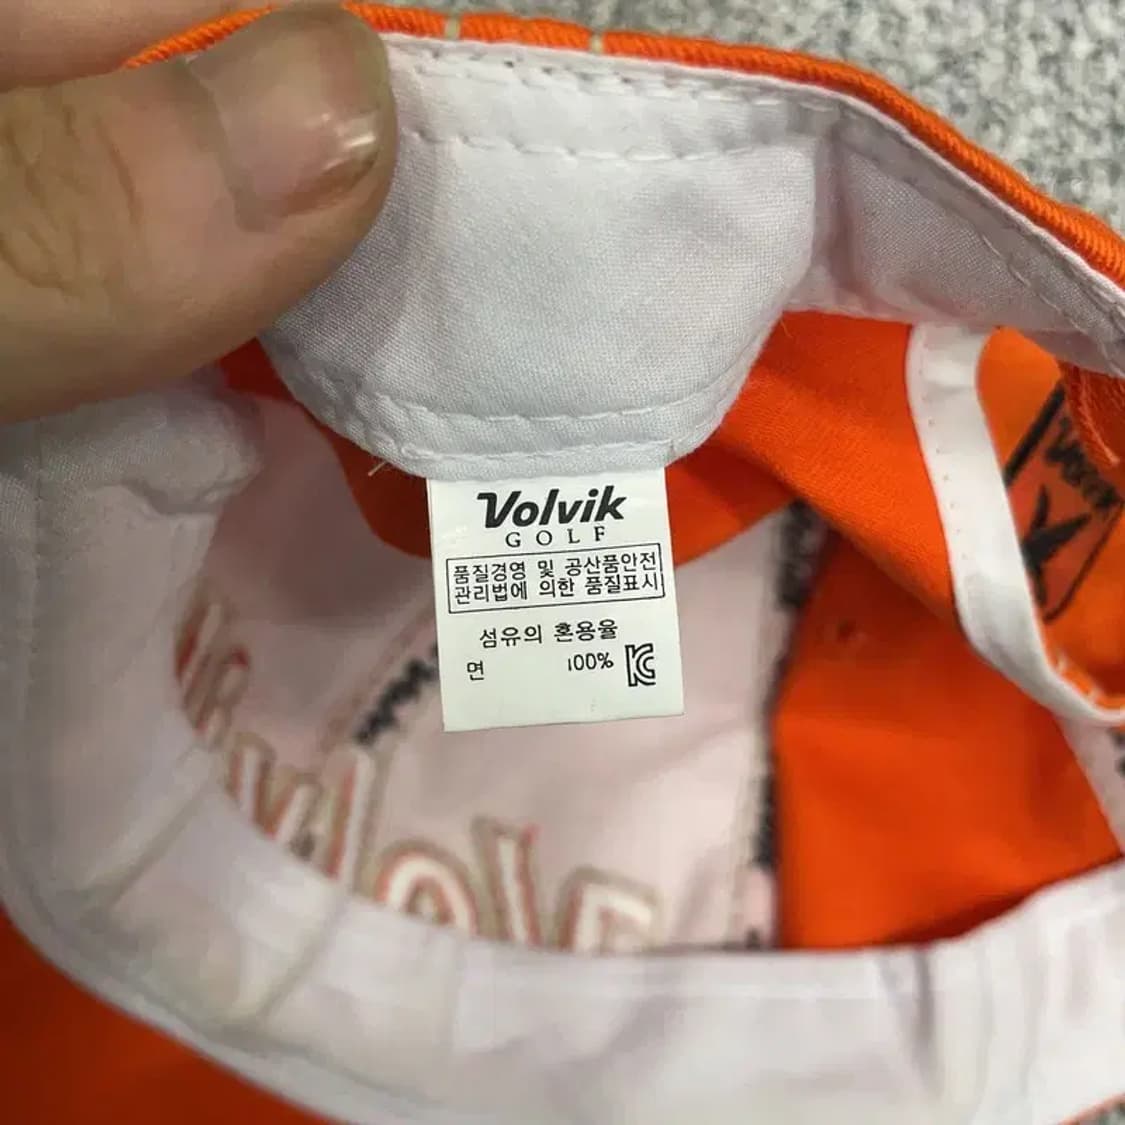 Volvik
GOLF
품질경영 및 공산품안전
관리법에 의한 품질표시
섬유의 혼용율
면 100% KC